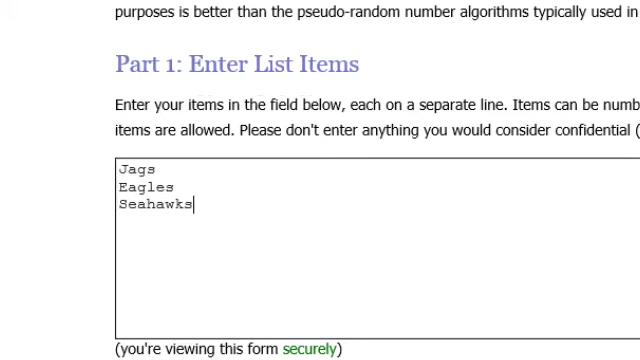 purposes is better than the pseudo-random number algorithms typically used in
Part 1: Enter List Items
Enter your items in the field below, each on a separate line. Items can be numb
items are allowed. Please don't enter anything you would consider confidential (
Jags
Eagles
Seahawks
(you're viewing this form securely)